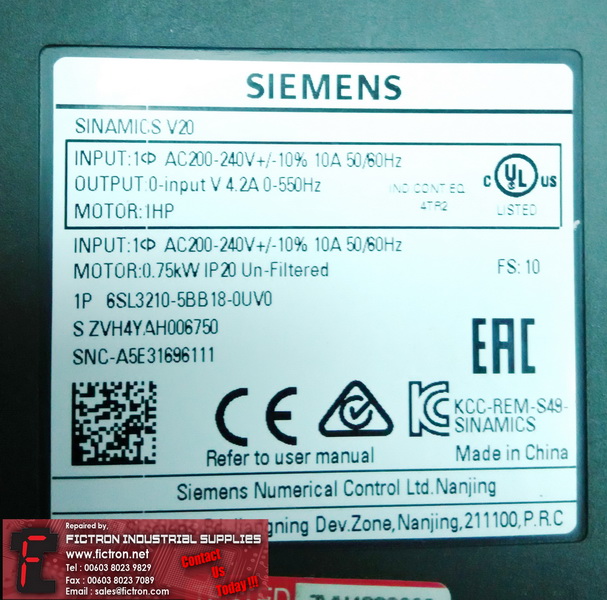 SIEMENS
SINAMICS V20
INPUT:1Ф AC200-240V+/-10% 10A 50/60Hz
OUTPUT:0-input V 4.2A 0-550Hz
MOTOR:1HP
IND.CONT.EQ.
4TR2
C UL US
LISTED
INPUT:1Ф AC200-240V+/-10% 10A 50/60Hz
MOTOR:0.75kW IP20 Un-Filtered
FS: 10
1P 6SL3210-5BB18-0UV0
S ZVH4YAH006750
SNC-A5E31696111
EAC
CE
KC
KCC-REM-S49-
SINAMICS
Refer to user manual
Made in China
Siemens Numerical Control Ltd.Nanjing
Dev.Zone,Nanjing,211100,P.R.C
Repaired by,
FICTRON INDUSTRIAL SUPPLIES
www.fictron.net
Tel : 00603 8023 9829
Fax : 00603 8023 7089
Email : sales@fictron.com
Contact
Us
Today !!!